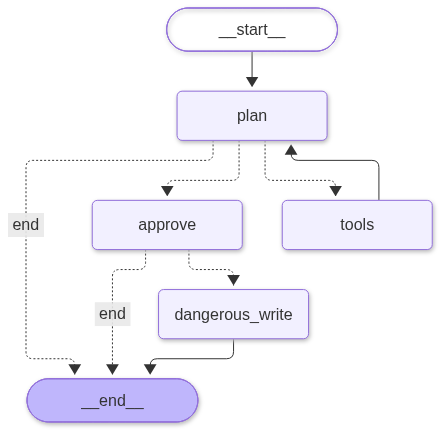 __start__
plan
end
approve
tools
end
dangerous_write
__end__